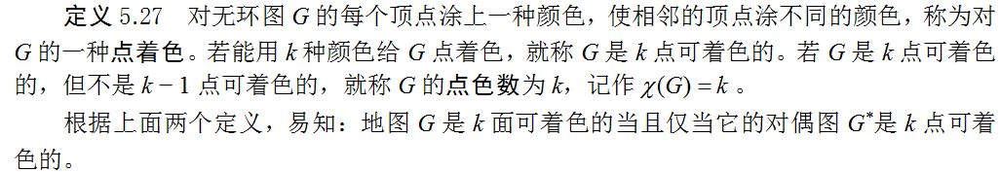 定义 5.27 对无环图 G 的每个顶点涂上一种颜色，使相邻的顶点涂不同的颜色，称为对
G 的一种点着色。若能用 k 种颜色给 G 点着色，就称 G 是 k 点可着色的。若 G 是 k 点可着色
的，但不是 k − 1 点可着色的，就称 G 的点色数为 k，记作 χ(G) = k 。
根据上面两个定义，易知：地图 G 是 k 面可着色的当且仅当它的对偶图 G*是 k 点可着
色的。